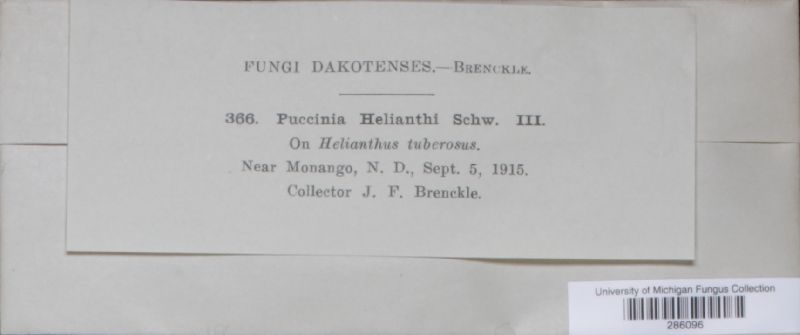 FUNGI DAKOTENSES.—BRENCKLE.
366. Puccinia Helianthi Schw. III.
On Helianthus tuberosus.
Near Monango, N. D., Sept. 5, 1915.
Collector J. F. Brenckle.
University of Michigan Fungus Collection
286096